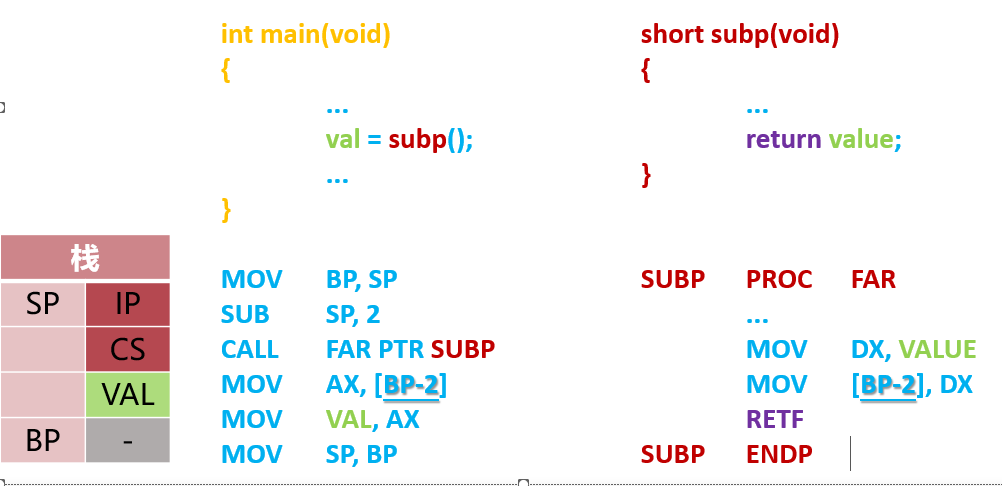 int main(void)
{
...
val = subp();
...
}
short subp(void)
{
...
return value;
}
栈
SP IP
CS
VAL
BP -
MOV BP, SP
SUB SP, 2
CALL FAR PTR SUBP
MOV AX, [BP-2]
MOV VAL, AX
MOV SP, BP
SUBP PROC FAR
...
MOV DX, VALUE
MOV [BP-2], DX
RETF
SUBP ENDP